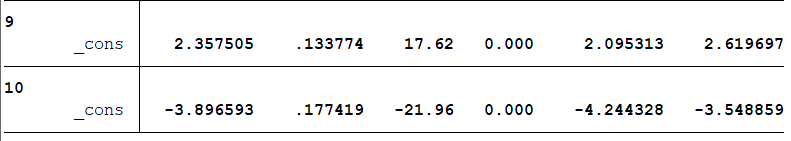 9
_cons 2.357505 .133774 17.62 0.000 2.095313 2.619697
10
_cons -3.896593 .177419 -21.96 0.000 -4.244328 -3.548859